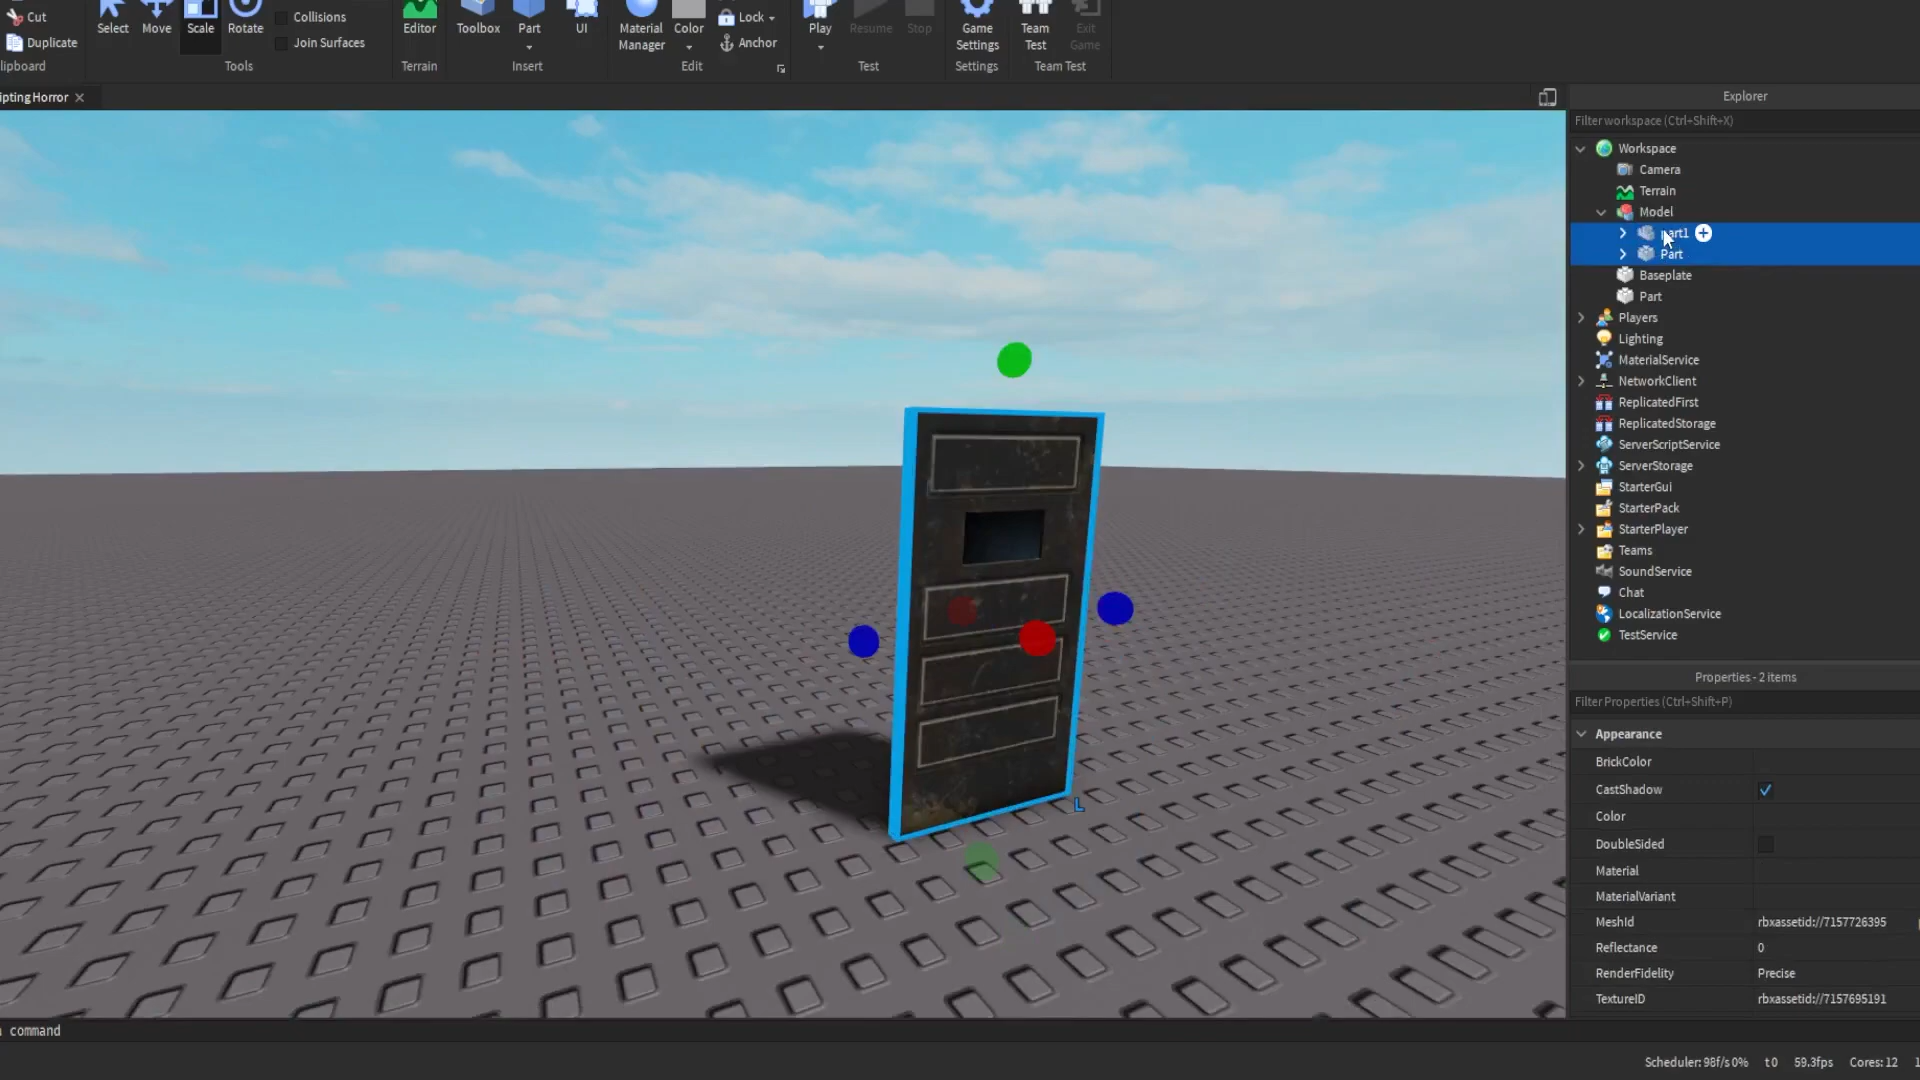 Cut
Duplicate
lipboard
Select
Move
Scale
Rotate
Collisions
Join Surfaces
Tools
Editor
Terrain
Toolbox
Part
UI
Insert
Material
Manager
Color
Lock
Anchor
Edit
Play
Resume
Stop
Test
Game
Settings
Settings
Team
Test
Exit
Game
Team Test
ipting Horror
Explorer
Filter workspace (Ctrl+Shift+X)
Workspace
Camera
Terrain
Model
part1
Part
Baseplate
Part
Players
Lighting
MaterialService
NetworkClient
ReplicatedFirst
ReplicatedStorage
ServerScriptService
ServerStorage
StarterGui
StarterPack
StarterPlayer
Teams
SoundService
Chat
LocalizationService
TestService
Properties - 2 items
Filter Properties (Ctrl+Shift+P)
Appearance
BrickColor
CastShadow
Color
DoubleSided
Material
MaterialVariant
MeshId rbxassetid://7157726395
Reflectance 0
RenderFidelity Precise
TextureID rbxassetid://7157695191
L
command
Scheduler: 98f/s 0% t 0 59.3fps Cores: 12